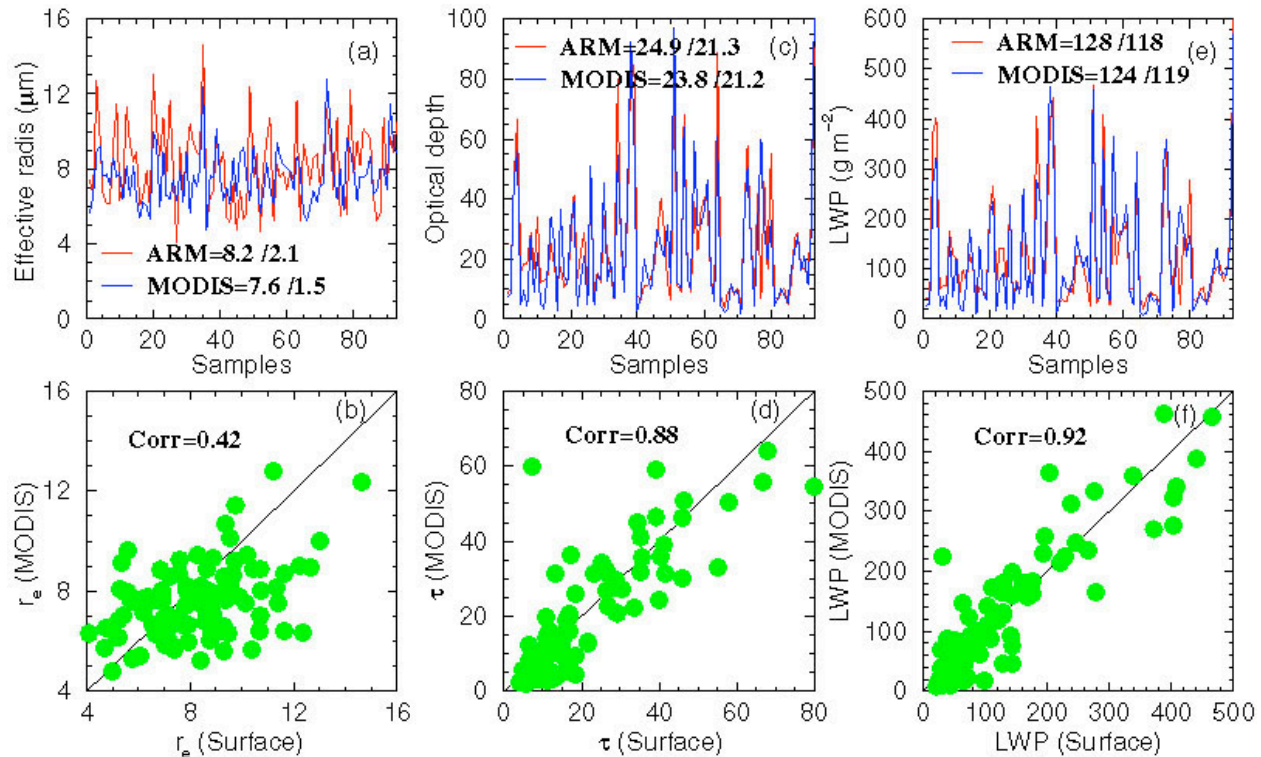 16
12
8
4
0
Effective radis (µm)
(a)
ARM=8.2 /2.1
MODIS=7.6 /1.5
0 20 40 60 80
Samples
100
80
60
40
20
0
Optical depth
ARM=24.9 /21.3
(c)
MODIS=23.8 /21.2
0 20 40 60 80
Samples
600
500
400
300
200
100
0
LWP (g m⁻²)
ARM=128 /118
(e)
MODIS=124 /119
0 20 40 60 80
Samples
16
12
8
4
rₑ (MODIS)
(b)
Corr=0.42
4 8 12 16
rₑ (Surface)
80
60
40
20
0
τ (MODIS)
(d)
Corr=0.88
0 20 40 60 80
τ (Surface)
500
400
300
200
100
0
LWP (MODIS)
(f)
Corr=0.92
0 100 200 300 400 500
LWP (Surface)